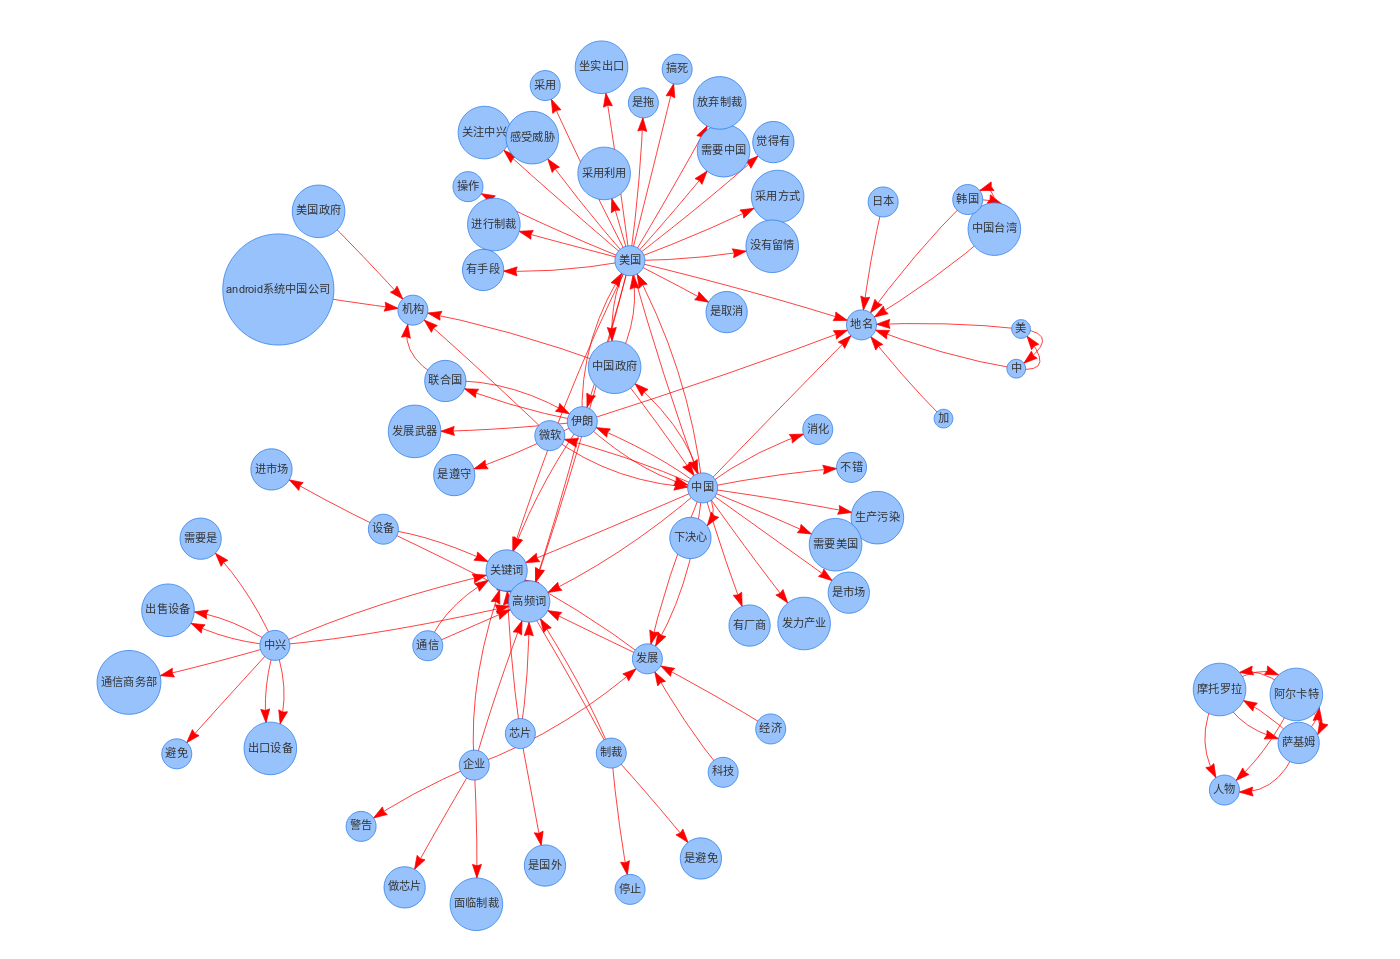 坐实出口
搞死
采用
是拖
放弃制裁
关注中兴
感受威胁
觉得有
需要中国
采用利用
操作
采用方式
美国政府
进行制裁
日本
韩国
中国台湾
没有留情
美国
有手段
android系统中国公司
机构
是取消
地名
美
中国政府
中
联合国
加
伊朗
发展武器
微软
消化
进市场
是遵守
不错
中国
生产污染
设备
需要是
下决心
需要美国
关键词
是市场
高频词
出售设备
有厂商
发力产业
中兴
通信
发展
通信商务部
摩托罗拉
阿尔卡特
经济
芯片
萨基姆
出口设备
避免
制裁
企业
科技
人物
警告
是国外
是避免
做芯片
停止
面临制裁